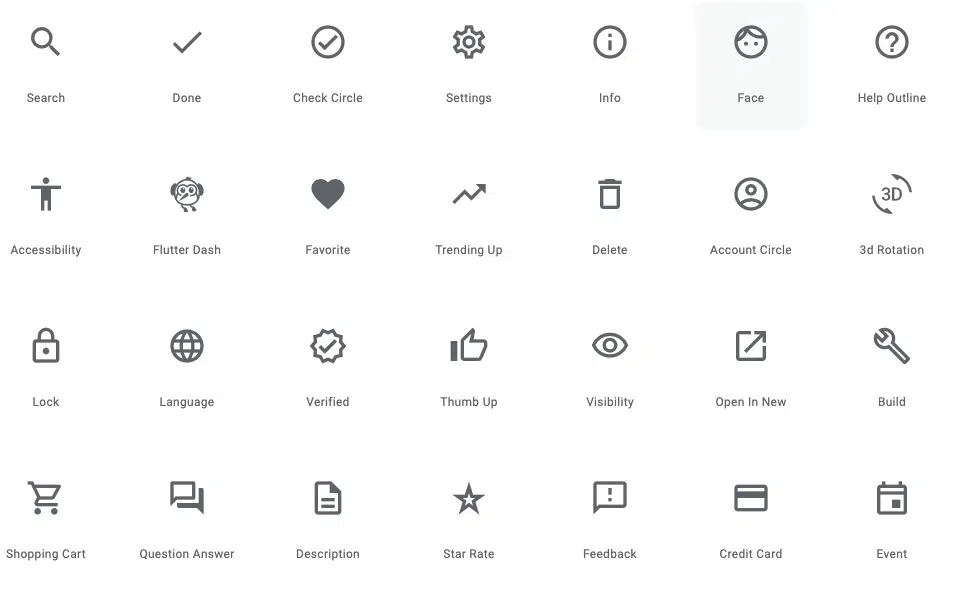 Search
Done
Check Circle
Settings
Info
Face
Help Outline
Accessibility
Flutter Dash
Favorite
Trending Up
Delete
Account Circle
3D
3d Rotation
Lock
Language
Verified
Thumb Up
Visibility
Open In New
Build
Shopping Cart
Question Answer
Description
Star Rate
Feedback
Credit Card
Event